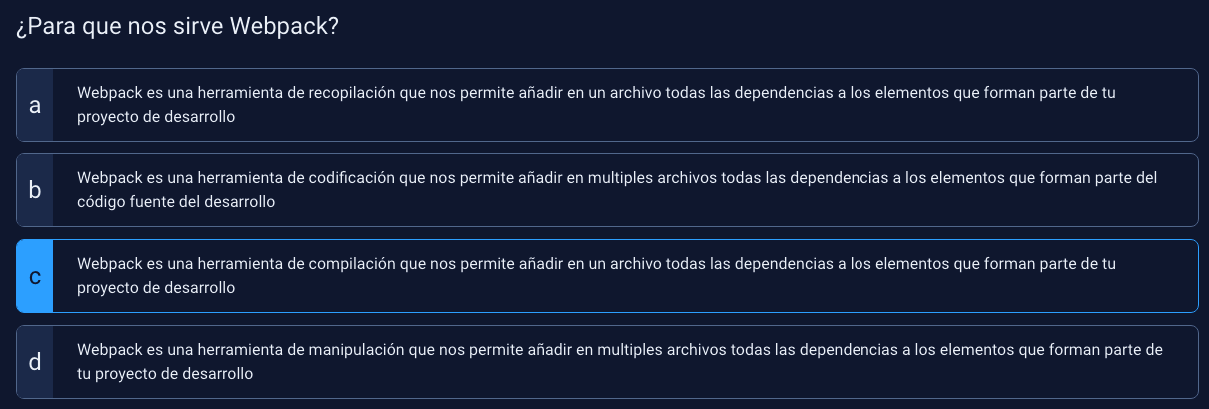 ¿Para que nos sirve Webpack?
a
Webpack es una herramienta de recopilación que nos permite añadir en un archivo todas las dependencias a los elementos que forman parte de tu
proyecto de desarrollo
b
Webpack es una herramienta de codificación que nos permite añadir en multiples archivos todas las dependencias a los elementos que forman parte del
código fuente del desarrollo
c
Webpack es una herramienta de compilación que nos permite añadir en un archivo todas las dependencias a los elementos que forman parte de tu
proyecto de desarrollo
d
Webpack es una herramienta de manipulación que nos permite añadir en multiples archivos todas las dependencias a los elementos que forman parte de
tu proyecto de desarrollo